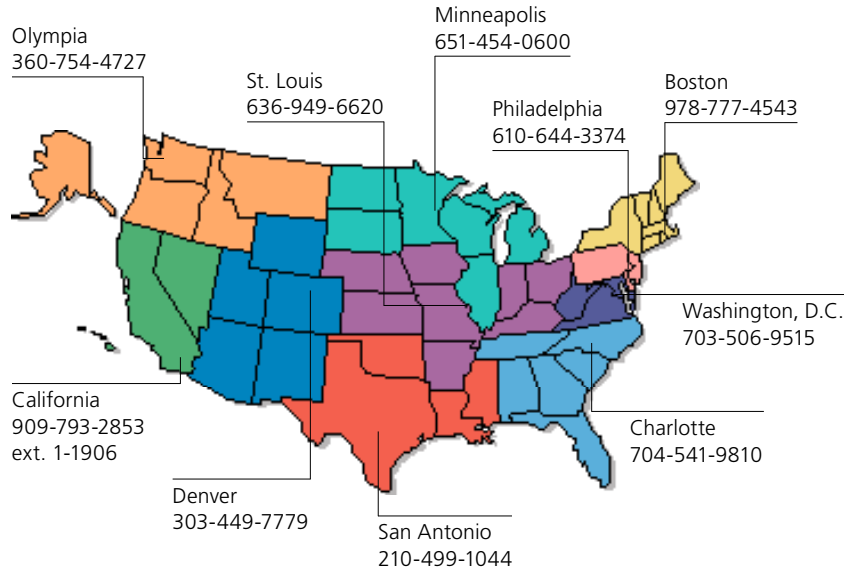 Minneapolis
651-454-0600
Olympia
360-754-4727
St. Louis
636-949-6620
Boston
978-777-4543
Philadelphia
610-644-3374
Washington, D.C.
703-506-9515
California
909-793-2853
ext. 1-1906
Charlotte
704-541-9810
Denver
303-449-7779
San Antonio
210-499-1044